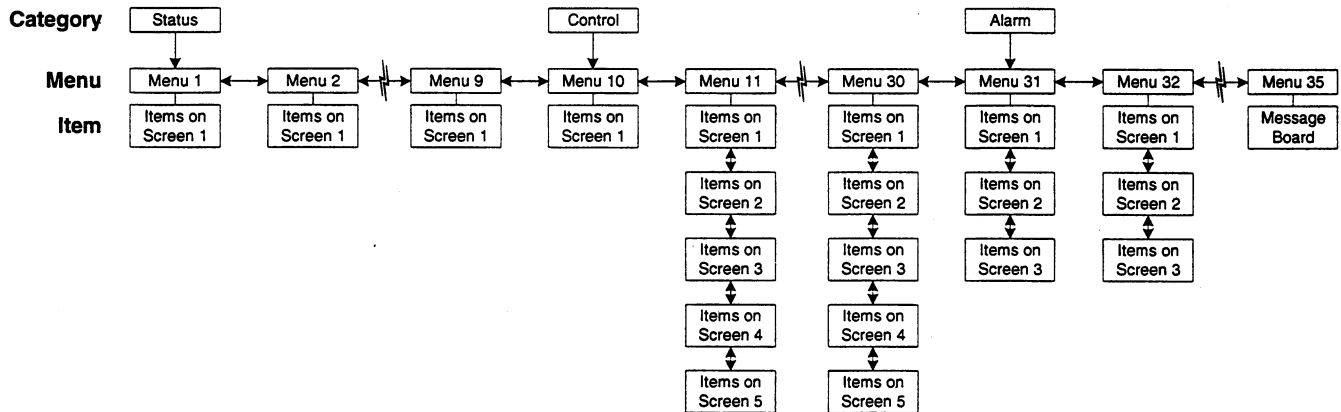 Category Status Control Alarm
Menu Menu 1 Menu 2 Menu 9 Menu 10 Menu 11 Menu 30 Menu 31 Menu 32 Menu 35
Item
Items on
Screen 1
Items on
Screen 1
Items on
Screen 1
Items on
Screen 1
Items on
Screen 1
Items on
Screen 1
Items on
Screen 1
Items on
Screen 1
Message
Board
Items on
Screen 2
Items on
Screen 2
Items on
Screen 2
Items on
Screen 2
Items on
Screen 3
Items on
Screen 3
Items on
Screen 3
Items on
Screen 3
Items on
Screen 4
Items on
Screen 4
Items on
Screen 5
Items on
Screen 5